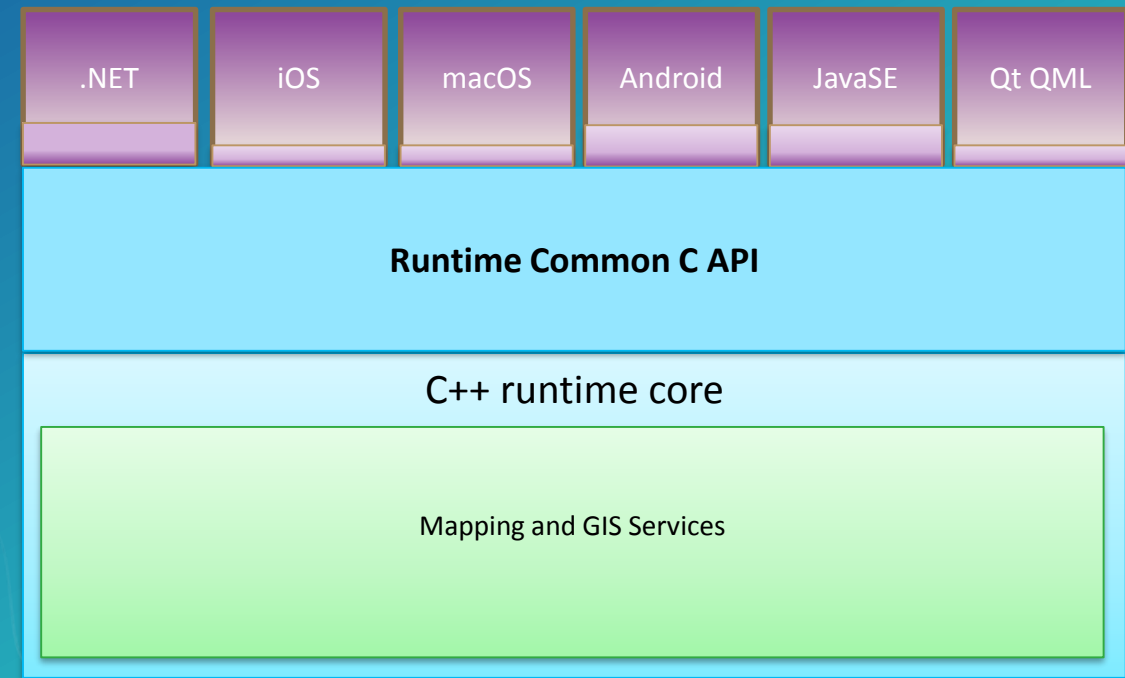 .NET
iOS
macOS
Android
JavaSE
Qt QML
Runtime Common C API
C++ runtime core
Mapping and GIS Services